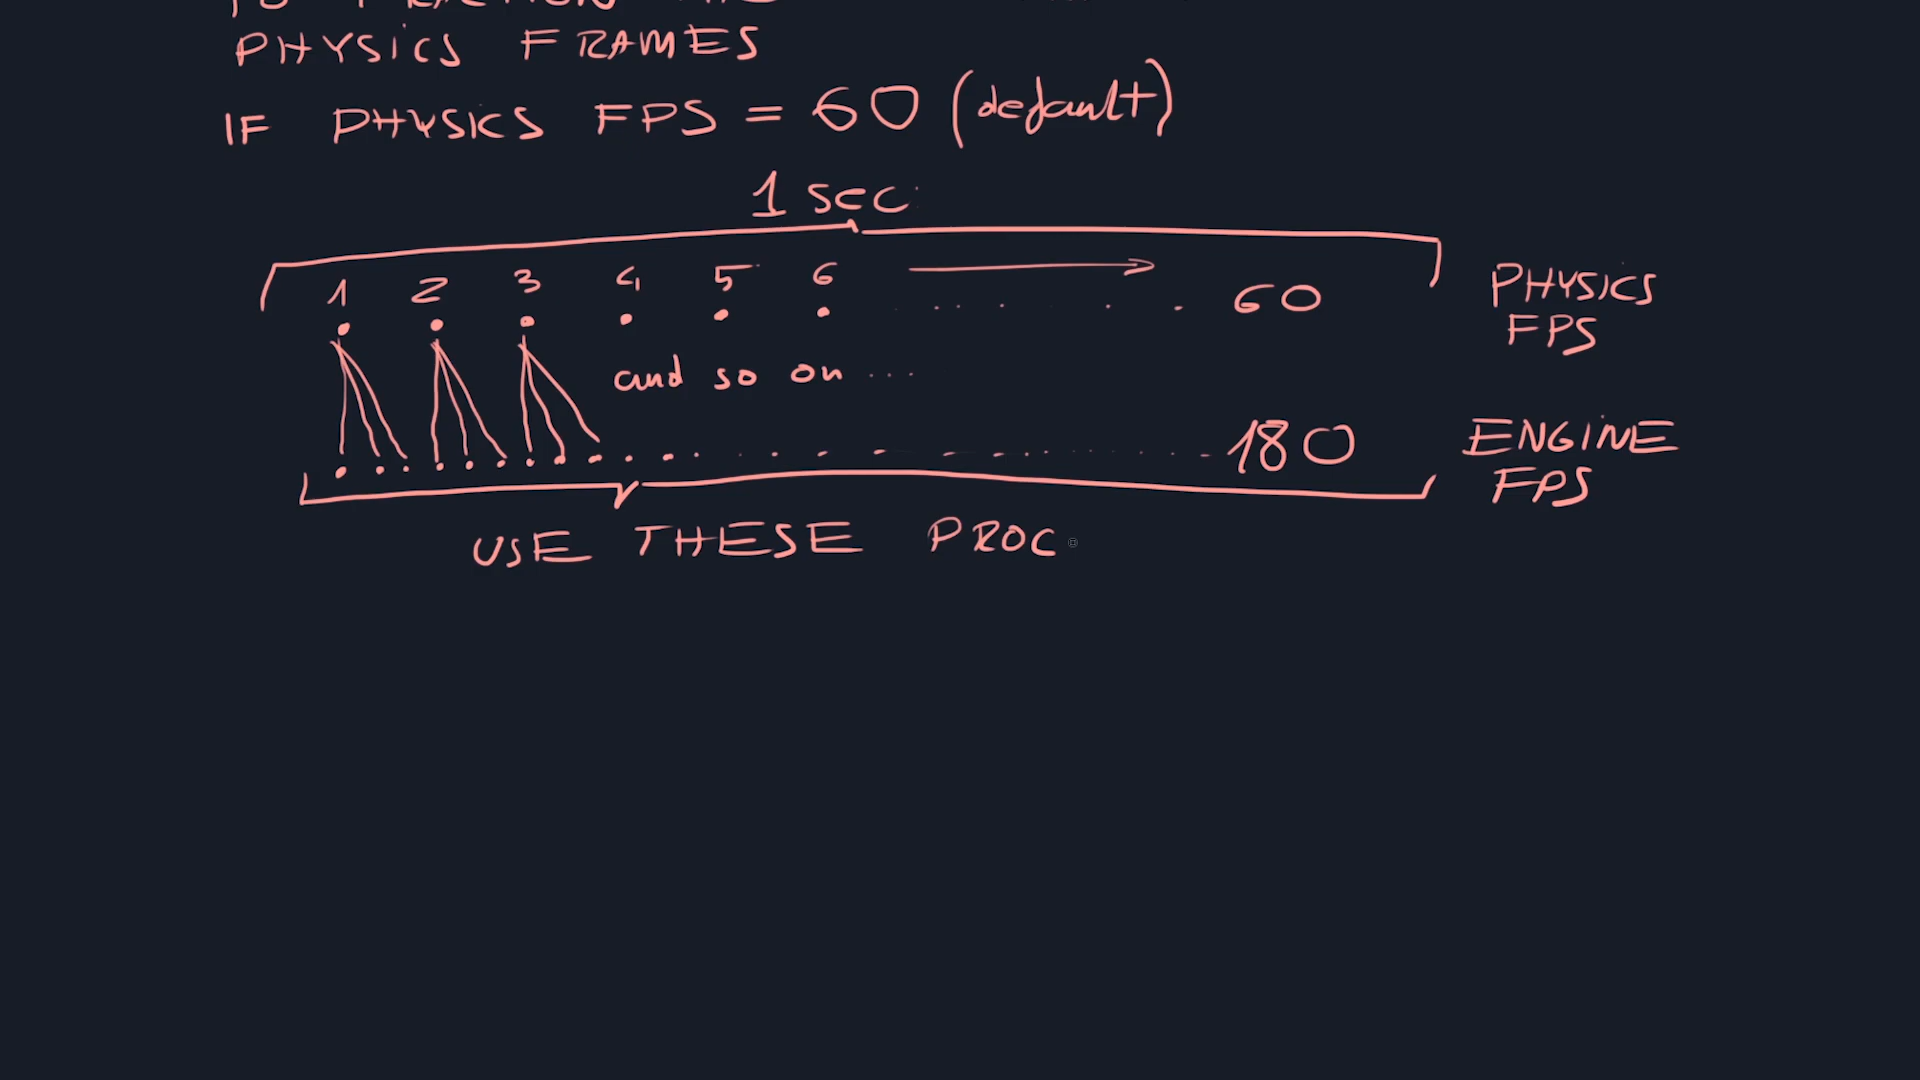 PHYSICS FRAMES
IF PHYSICS FPS = 60 (default)
1 sec
1 2 3 4 5 6 60
PHYSICS
FPS
and so on ...
180
ENGINE
FPS
USE THESE PROC